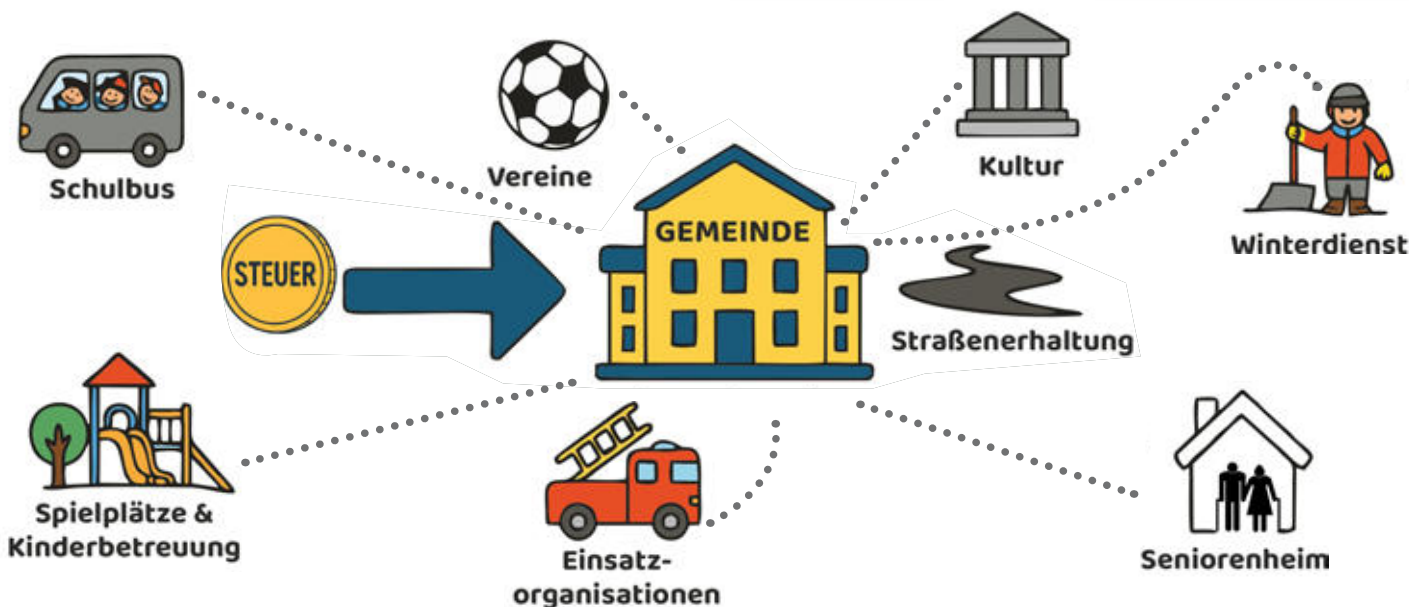 Schulbus
Vereine
Kultur
Winterdienst
STEUER
GEMEINDE
Straßenerhaltung
Spielplätze &
Kinderbetreuung
Einsatz-
organisationen
Seniorenheim